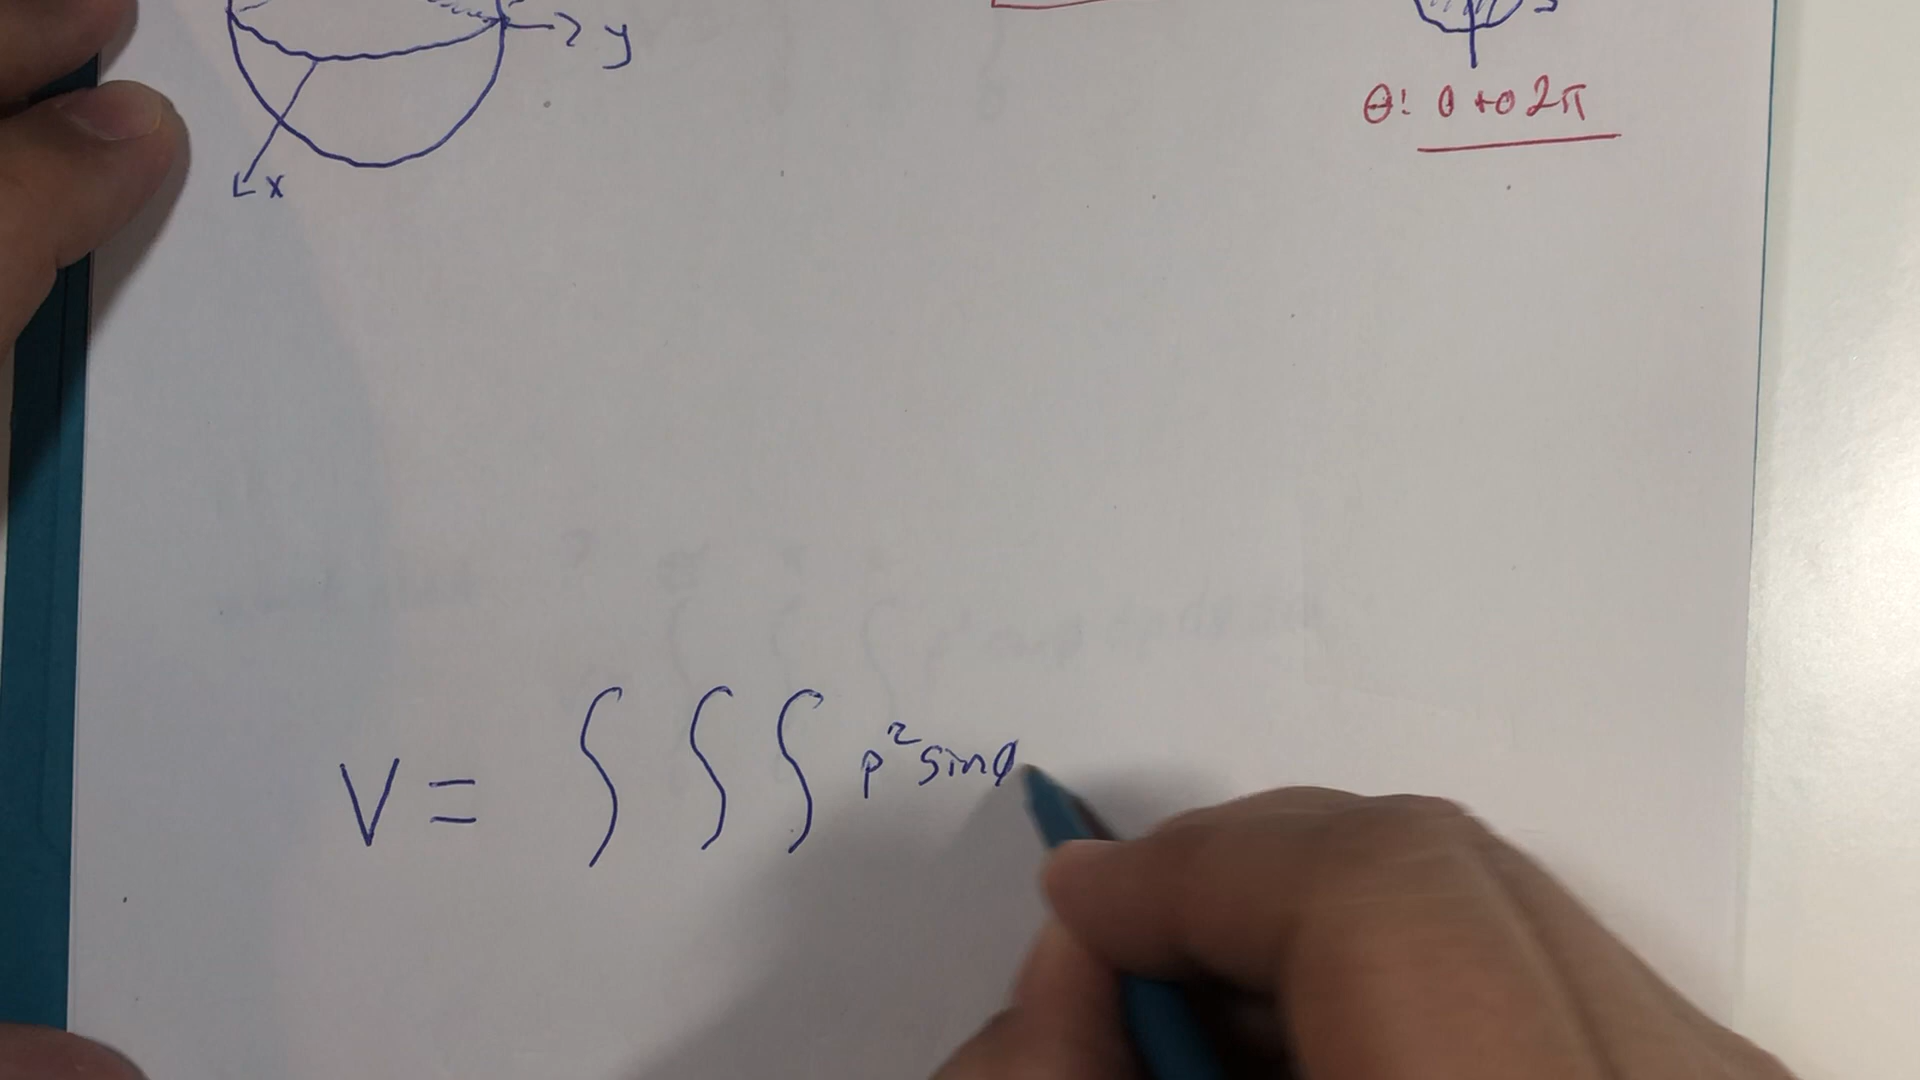 y
θ: 0 to 2π
x
V = ∫ ∫ ∫ ρ² sinϕ